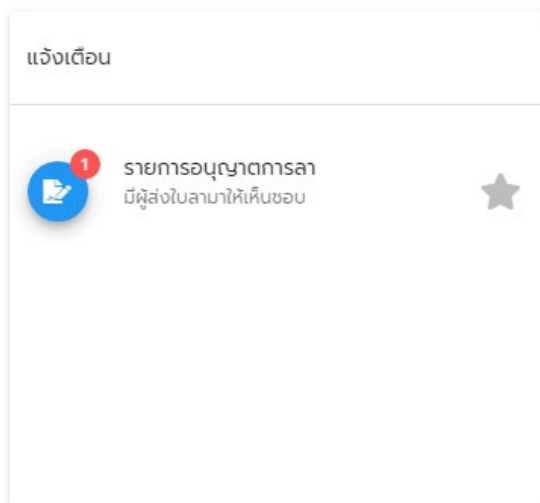 แจ้งเตือน
1
รายการอนุญาตการลา
มีผู้ส่งใบลามาให้เห็นชอบ